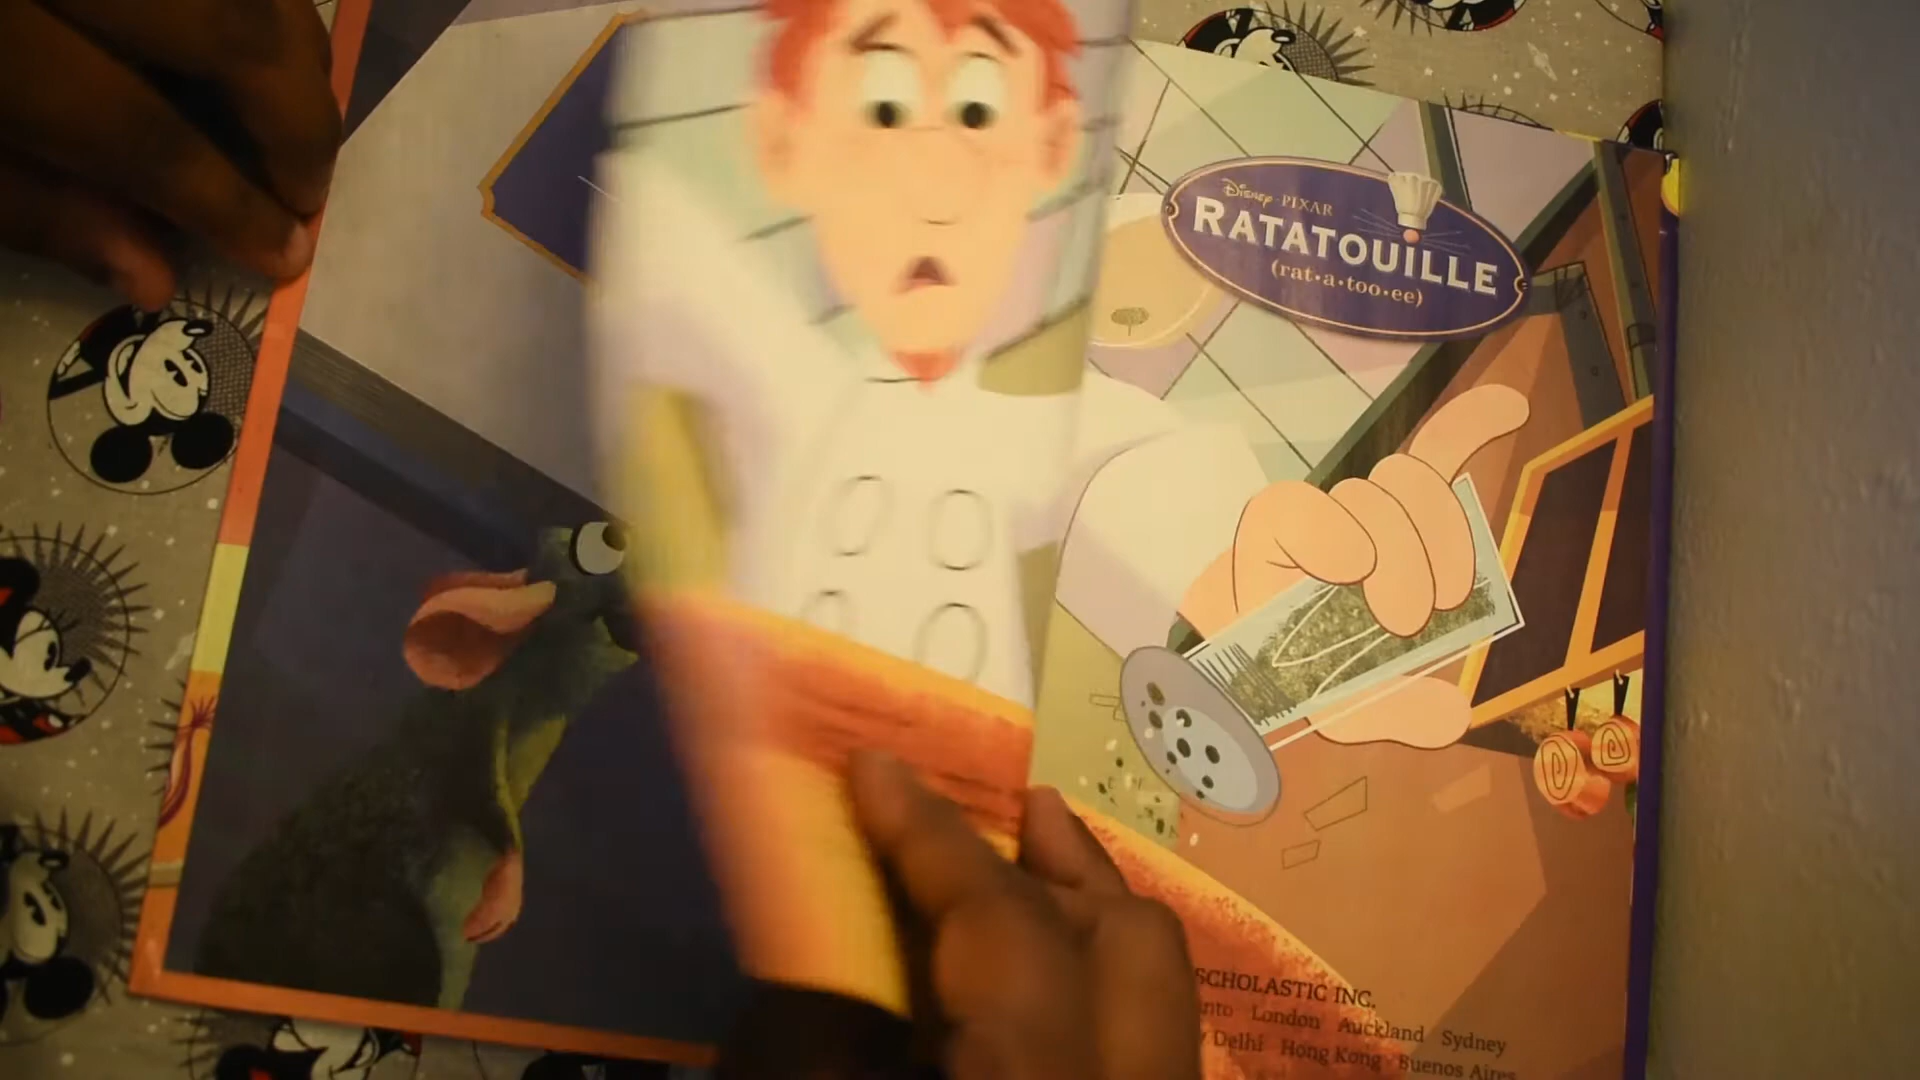 Disney · PIXAR
RATATOUILLE
(rat•a•too•ee)
SCHOLASTIC INC.
London Auckland Sydney
Delhi Hong Kong Buenos Aires